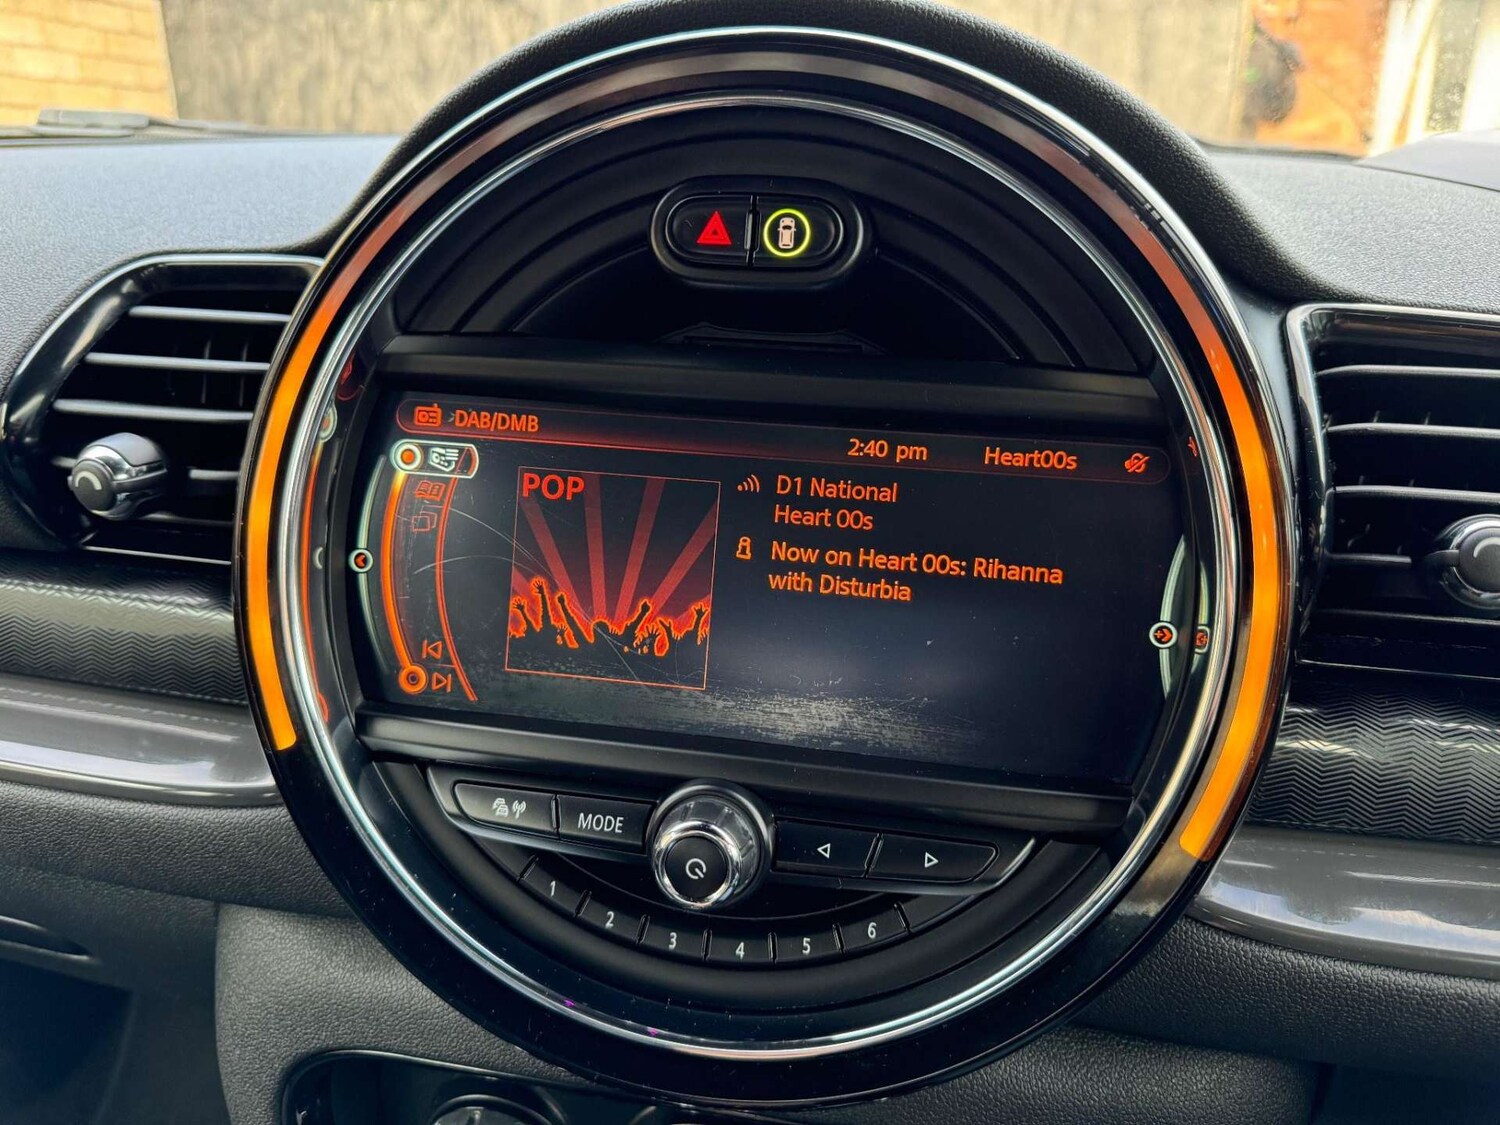 DAB/DMB
2:40 pm
Heart00s
POP
D1 National
Heart 00s
Now on Heart 00s: Rihanna
with Disturbia
MODE
1
2
3
4
5
6